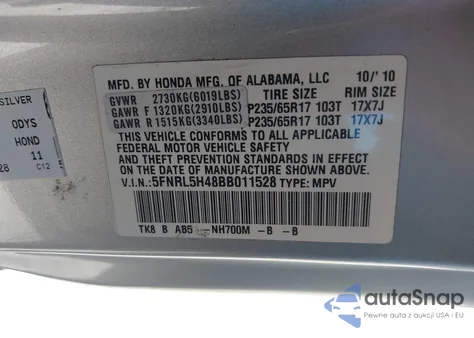 SILVER
ODYS
HOND
11
28 C12
MFD. BY HONDA MFG. OF ALABAMA, LLC 10/'10
GVWR 2730KG(6019LBS) TIRE SIZE RIM SIZE
GAWR F 1320KG(2910LBS) P235/65R17 103T 17X7J
GAWR R 1515KG(3340LBS) P235/65R17 103T 17X7J
THIS VEHICLE CONFORMS TO ALL APPLICABLE
FEDERAL MOTOR VEHICLE SAFETY
AND THEFT PREVENTION STANDARDS IN EFFECT
ON THE DATE OF MANUFACTURE SHOWN ABOVE.
V.I.N.:5FNRL5H48BB011528 TYPE: MPV
TK8 B AB5 -NH700M -B -B
autoSnap
Pewne auta z aukcji USA i EU